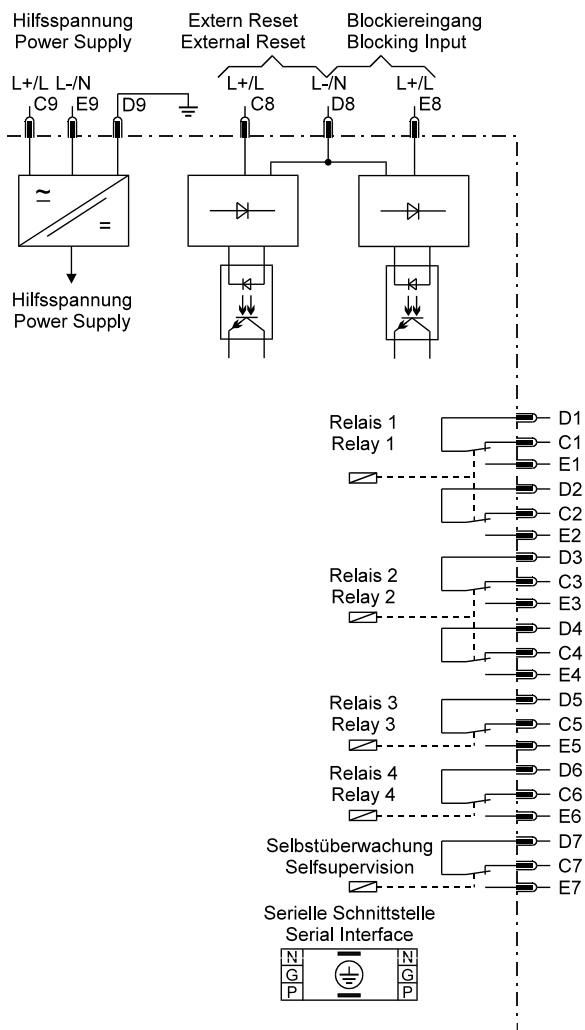 Hilfsspannung
Power Supply
Extern Reset
External Reset
Blockiereingang
Blocking Input
L+/L L-/N
C9 E9 D9
L+/L L-/N L+/L
C8 D8 E8
≃
=
Hilfsspannung
Power Supply
Relais 1
Relay 1
D1
C1
E1
D2
C2
E2
Relais 2
Relay 2
D3
C3
E3
D4
C4
E4
Relais 3
Relay 3
D5
C5
E5
Relais 4
Relay 4
D6
C6
E6
Selbstüberwachung
Selfsupervision
D7
C7
E7
Serielle Schnittstelle
Serial Interface
N N
G G
P P